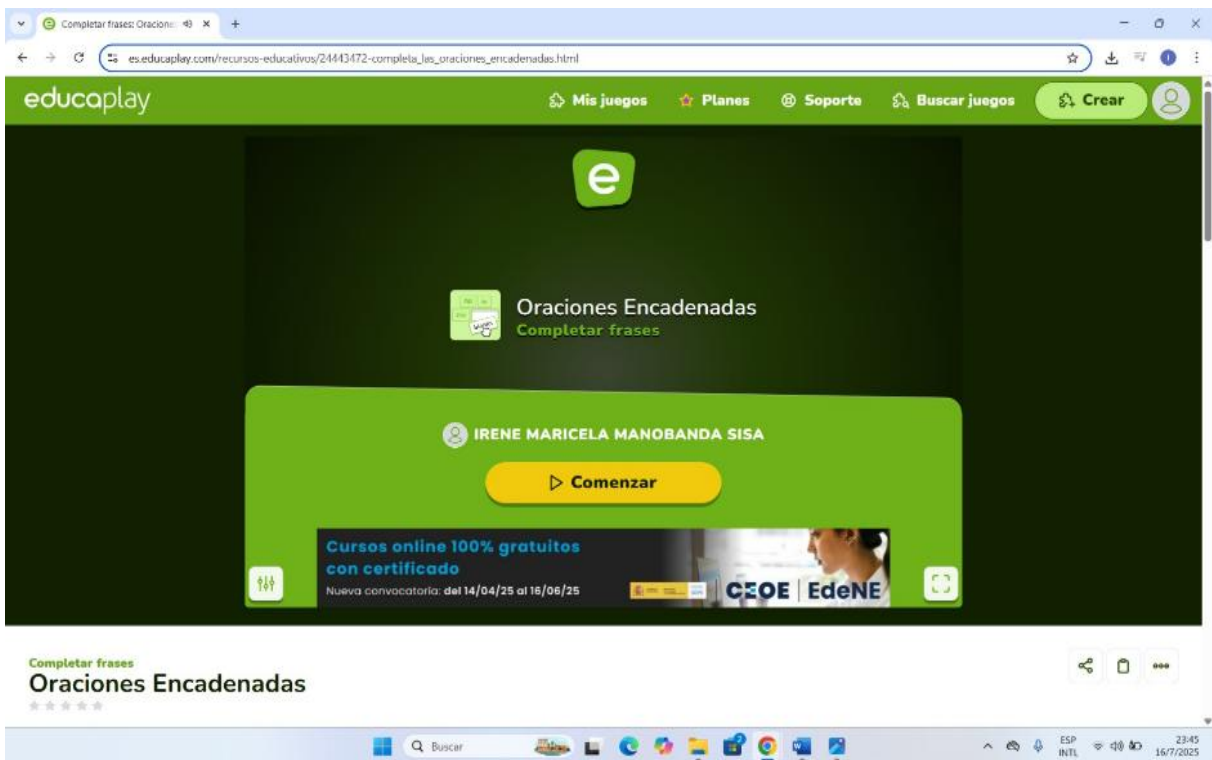 Completar frases: Oracione
es.educaplay.com/recursos-educativos/24443472-completa_las_oraciones_encadenadas.html
educaplay
Mis juegos
Planes
Soporte
Buscar juegos
Crear
e
Oraciones Encadenadas
Completar frases
IRENE MARICELA MANOBANDA SISA
Comenzar
Cursos online 100% gratuitos
con certificado
Nueva convocatoria: del 14/04/25 al 16/06/25
CEOE | EdeNE
Completar frases
Oraciones Encadenadas
Buscar
ESP
INTL
23:45
16/7/2025